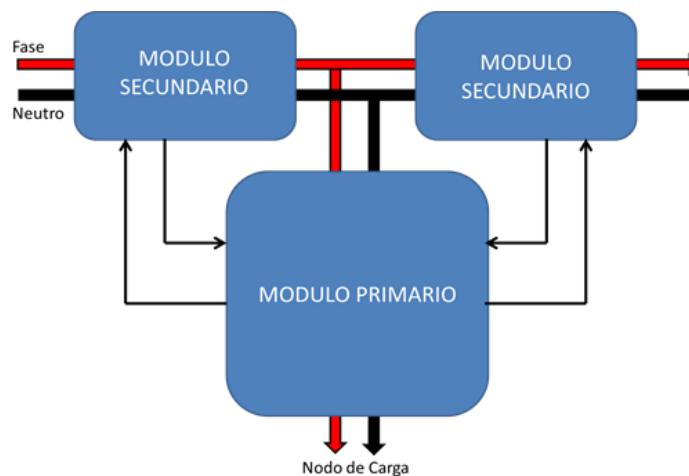 Fase
Neutro
MODULO
SECUNDARIO
MODULO
SECUNDARIO
MODULO PRIMARIO
Nodo de Carga